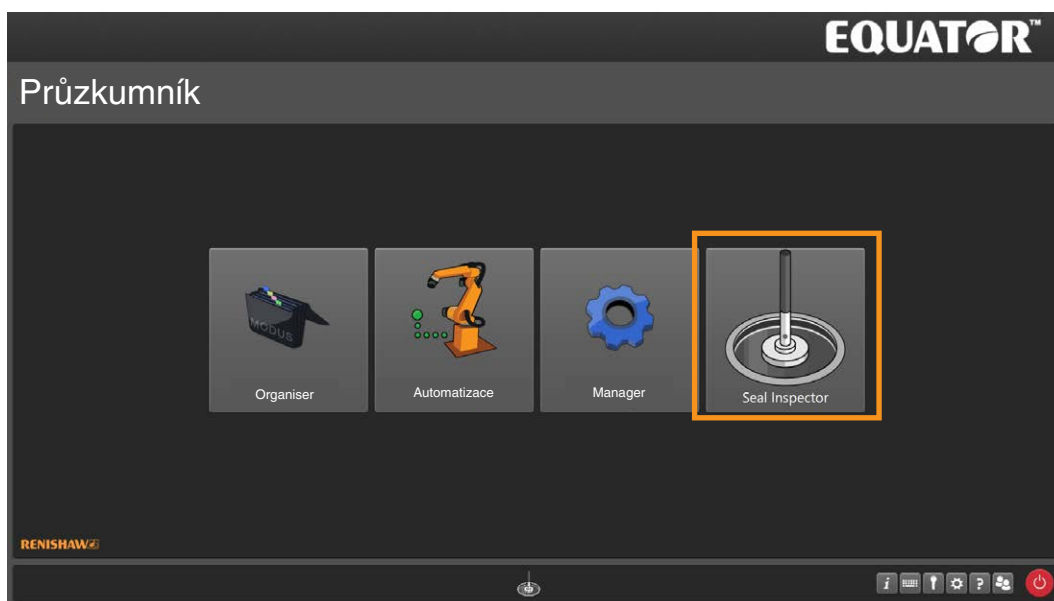 EQUATOR™
Průzkumník
MODUS
Organiser
Automatizace
Manager
Seal Inspector
RENISHAW
i
?